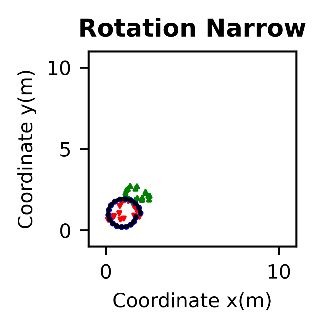 Rotation Narrow
Coordinate y(m)
10
5
0
0
10
Coordinate x(m)